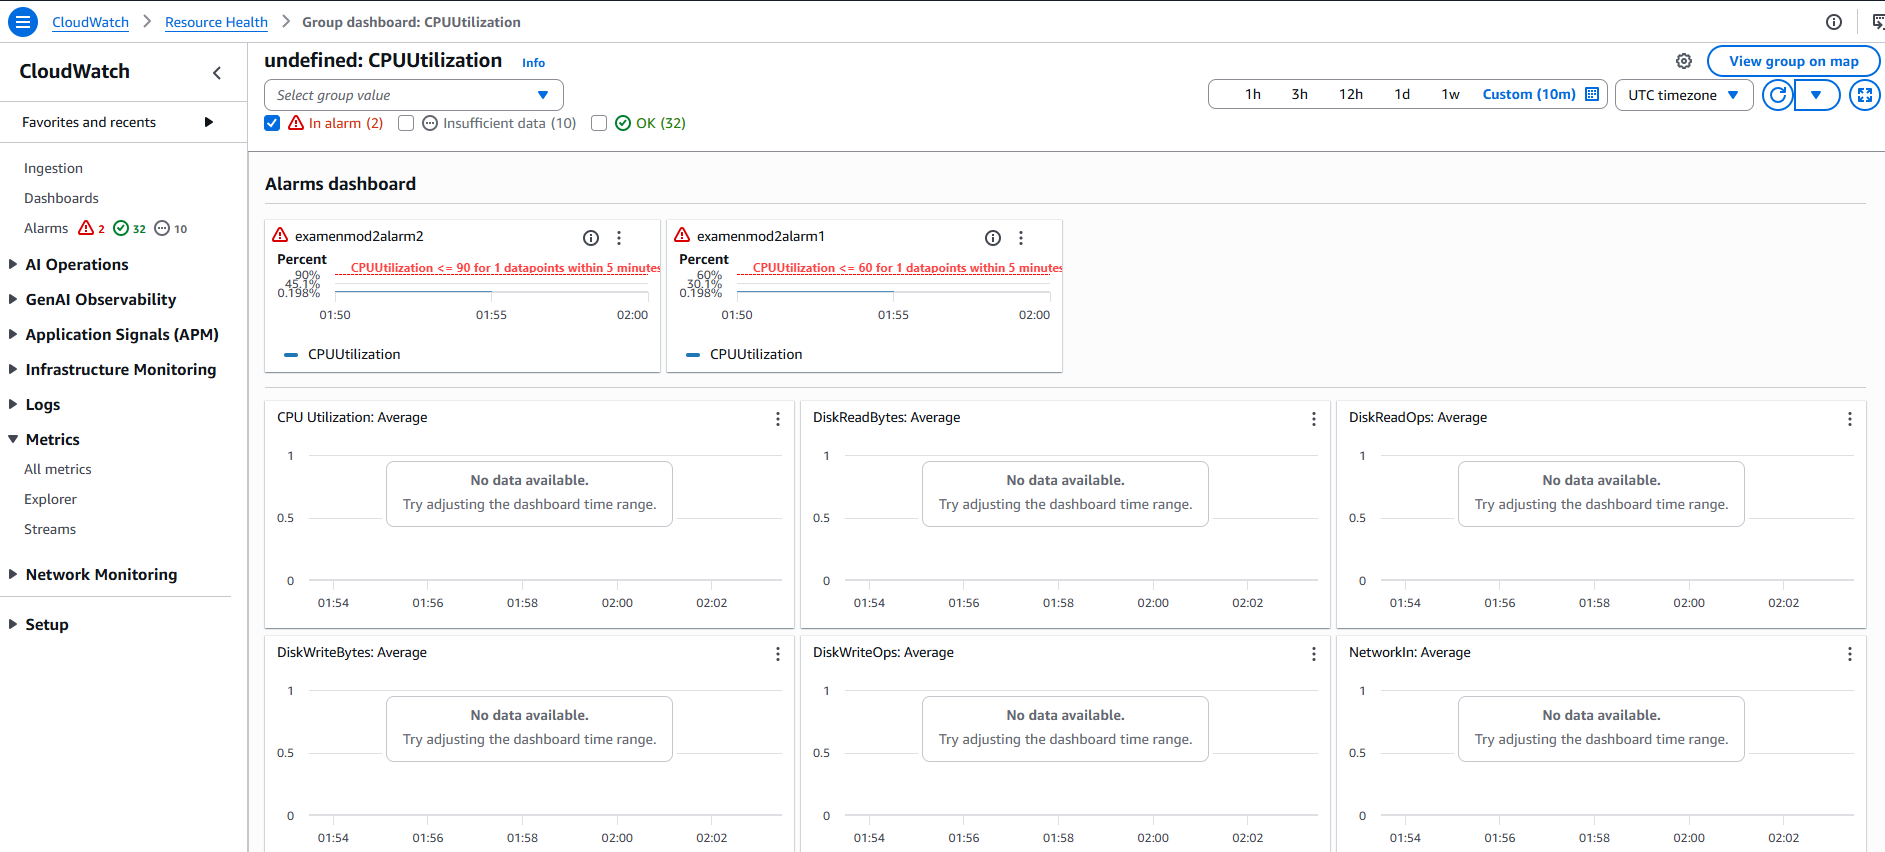 CloudWatch > Resource Health > Group dashboard: CPUUtilization
CloudWatch
Favorites and recents
Ingestion
Dashboards
Alarms 2 32 10
AI Operations
GenAI Observability
Application Signals (APM)
Infrastructure Monitoring
Logs
Metrics
All metrics
Explorer
Streams
Network Monitoring
Setup
undefined: CPUUtilization Info
View group on map
Select group value
1h 3h 12h 1d 1w Custom (10m) UTC timezone
In alarm (2) Insufficient data (10) OK (32)
Alarms dashboard
examenmod2alarm2
Percent
CPUUtilization <= 90 for 1 datapoints within 5 minutes
90%
45.1%
0.198%
01:50 01:55 02:00
CPUUtilization
examenmod2alarm1
Percent
CPUUtilization <= 60 for 1 datapoints within 5 minutes
60%
30.1%
0.198%
01:50 01:55 02:00
CPUUtilization
CPU Utilization: Average
1
No data available.
Try adjusting the dashboard time range.
0.5
0
01:54 01:56 01:58 02:00 02:02
DiskReadBytes: Average
1
No data available.
Try adjusting the dashboard time range.
0.5
0
01:54 01:56 01:58 02:00 02:02
DiskReadOps: Average
1
No data available.
Try adjusting the dashboard time range.
0.5
0
01:54 01:56 01:58 02:00 02:02
DiskWriteBytes: Average
1
No data available.
Try adjusting the dashboard time range.
0.5
0
01:54 01:56 01:58 02:00 02:02
DiskWriteOps: Average
1
No data available.
Try adjusting the dashboard time range.
0.5
0
01:54 01:56 01:58 02:00 02:02
NetworkIn: Average
1
No data available.
Try adjusting the dashboard time range.
0.5
0
01:54 01:56 01:58 02:00 02:02